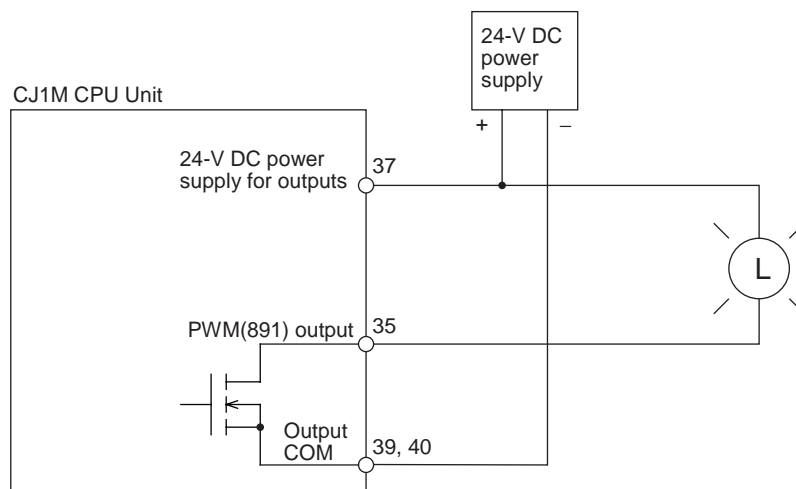 24-V DC
power
supply
CJ1M CPU Unit
+ −
24-V DC power
supply for outputs
37
L
PWM(891) output
35
Output
COM
39, 40